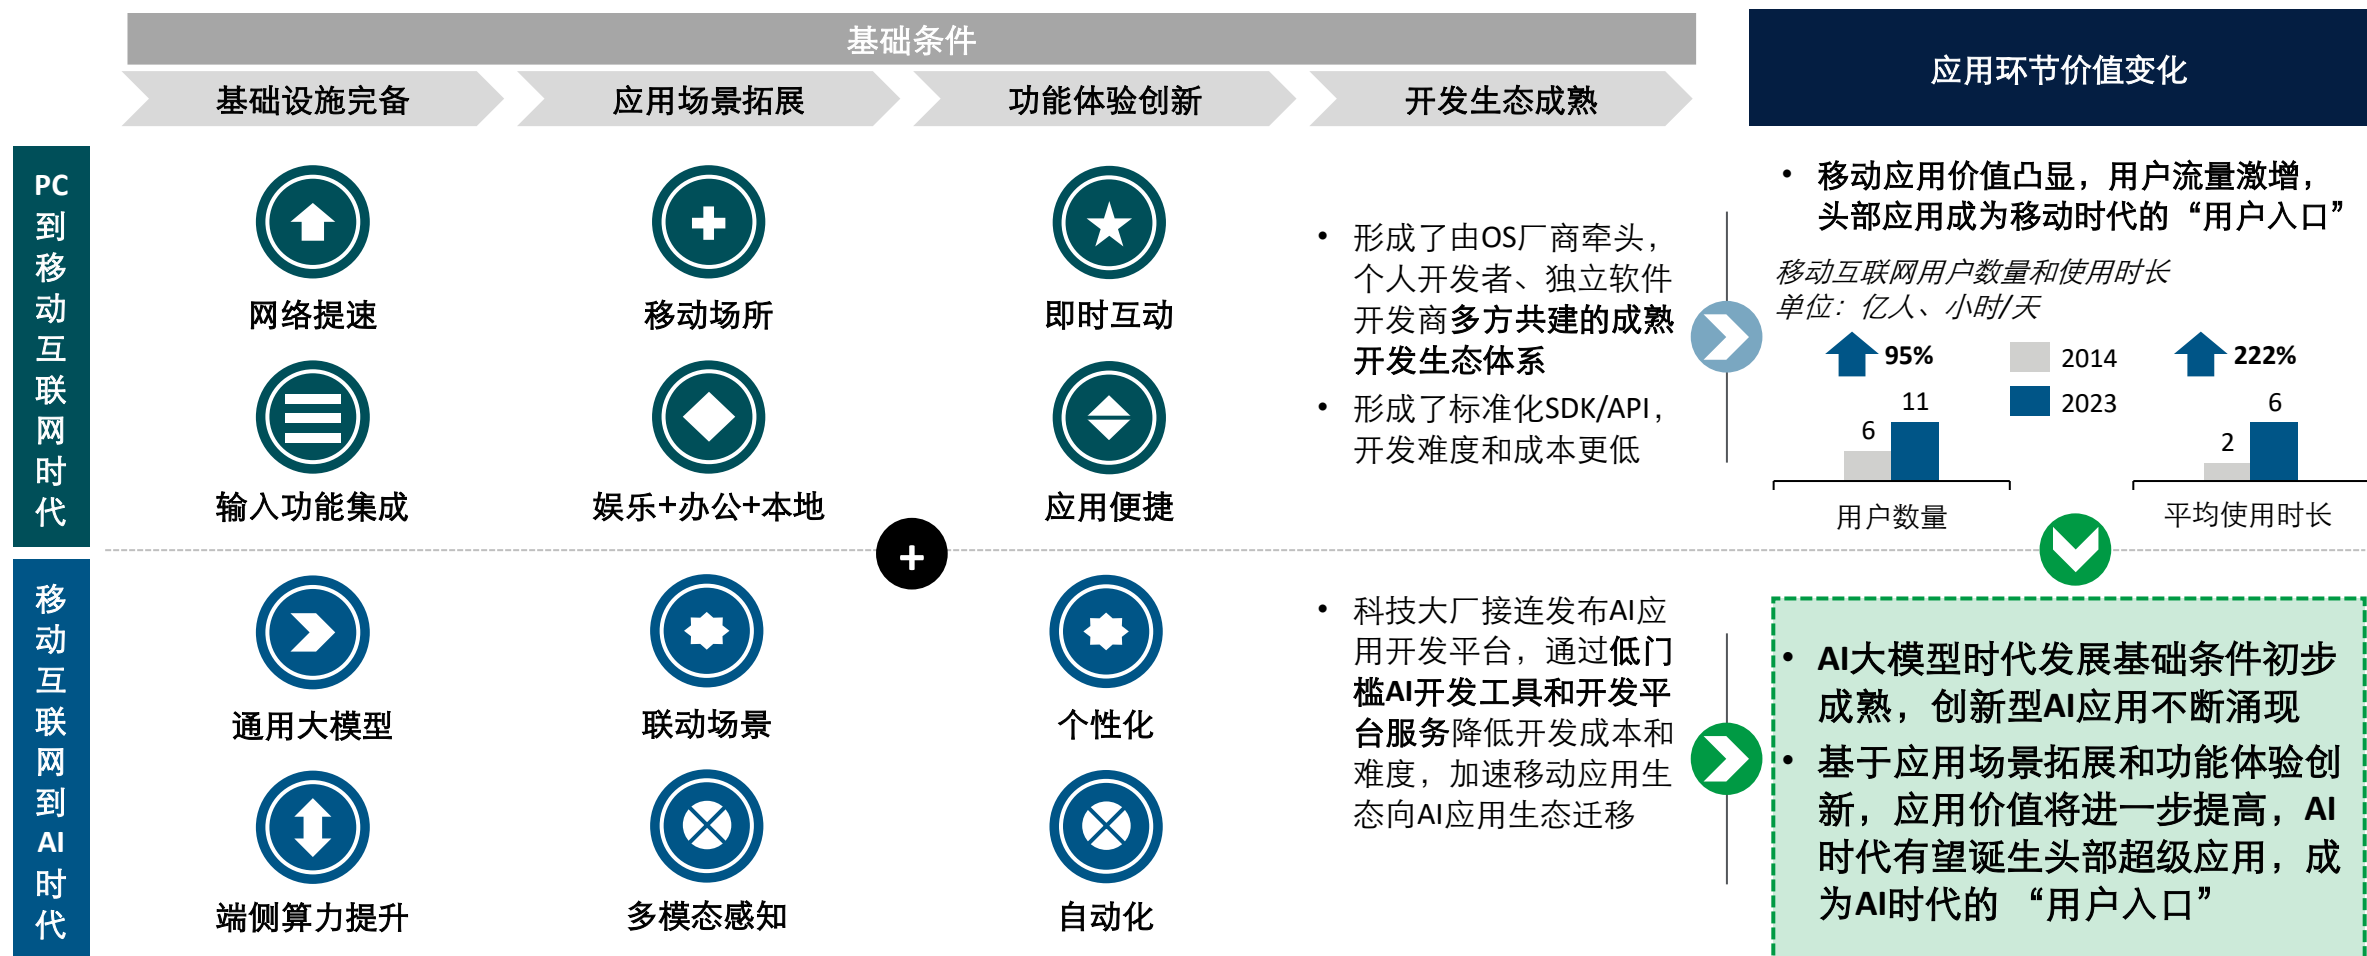 基础条件
应用环节价值变化
基础设施完备
应用场景拓展
功能体验创新
开发生态成熟
PC
到
移
动
互
联
网
时
代
网络提速
移动场所
即时互动
输入功能集成
娱乐+办公+本地
应用便捷
• 形成了由OS厂商牵头，
个人开发者、独立软件
开发商多方共建的成熟
开发生态体系
• 形成了标准化SDK/API，
开发难度和成本更低
• 移动应用价值凸显，用户流量激增，
头部应用成为移动时代的“用户入口”
移动互联网用户数量和使用时长
单位：亿人、小时/天
95%
2014
222%
2023
6
11
2
6
用户数量
平均使用时长
+
移
动
互
联
网
到
AI
时
代
通用大模型
联动场景
个性化
端侧算力提升
多模态感知
自动化
• 科技大厂接连发布AI应
用开发平台，通过低门
槛AI开发工具和开发平
台服务降低开发成本和
难度，加速移动应用生
态向AI应用生态迁移
• AI大模型时代发展基础条件初步
成熟，创新型AI应用不断涌现
• 基于应用场景拓展和功能体验创
新，应用价值将进一步提高，AI
时代有望诞生头部超级应用，成
为AI时代的 “用户入口”